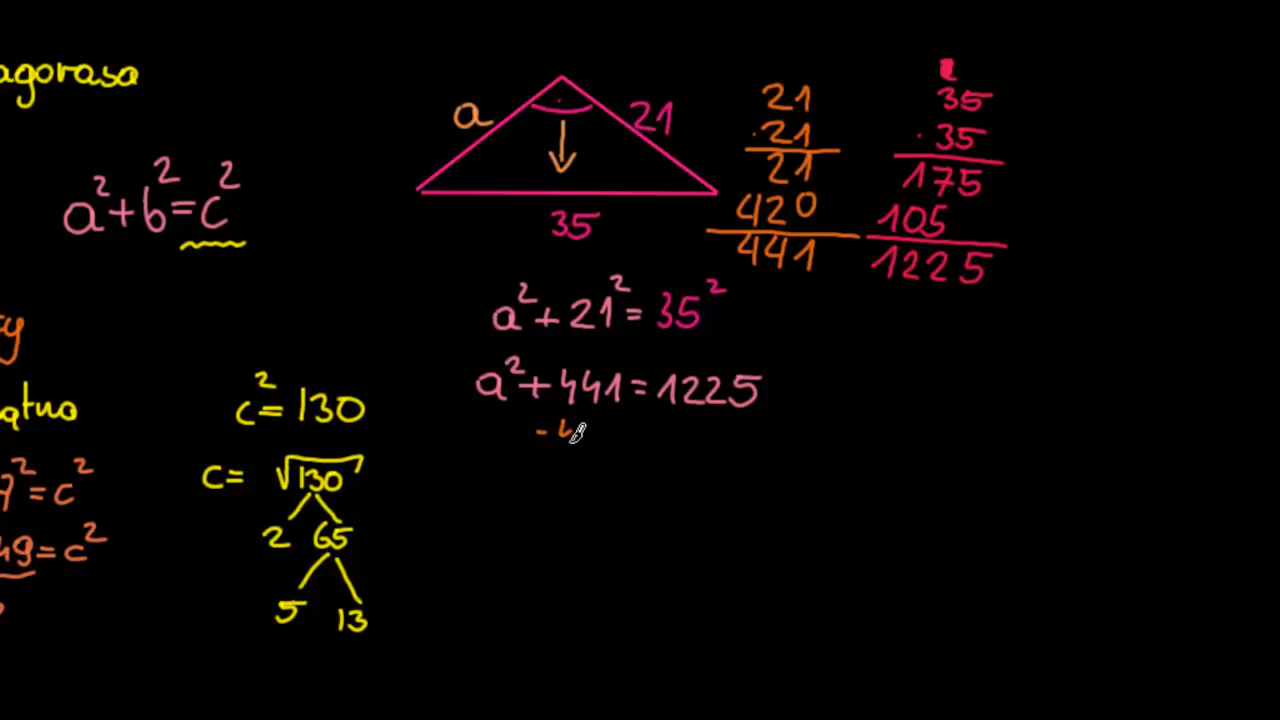 agorasa
a² + b² = c²
a
21
35
21
· 21
21
420
441
35
· 35
175
105
1225
a² + 21² = 35²
a² + 441 = 1225
- 4
c² = 130
c = √130
2 65
5 13
7² = c²
49 = c²